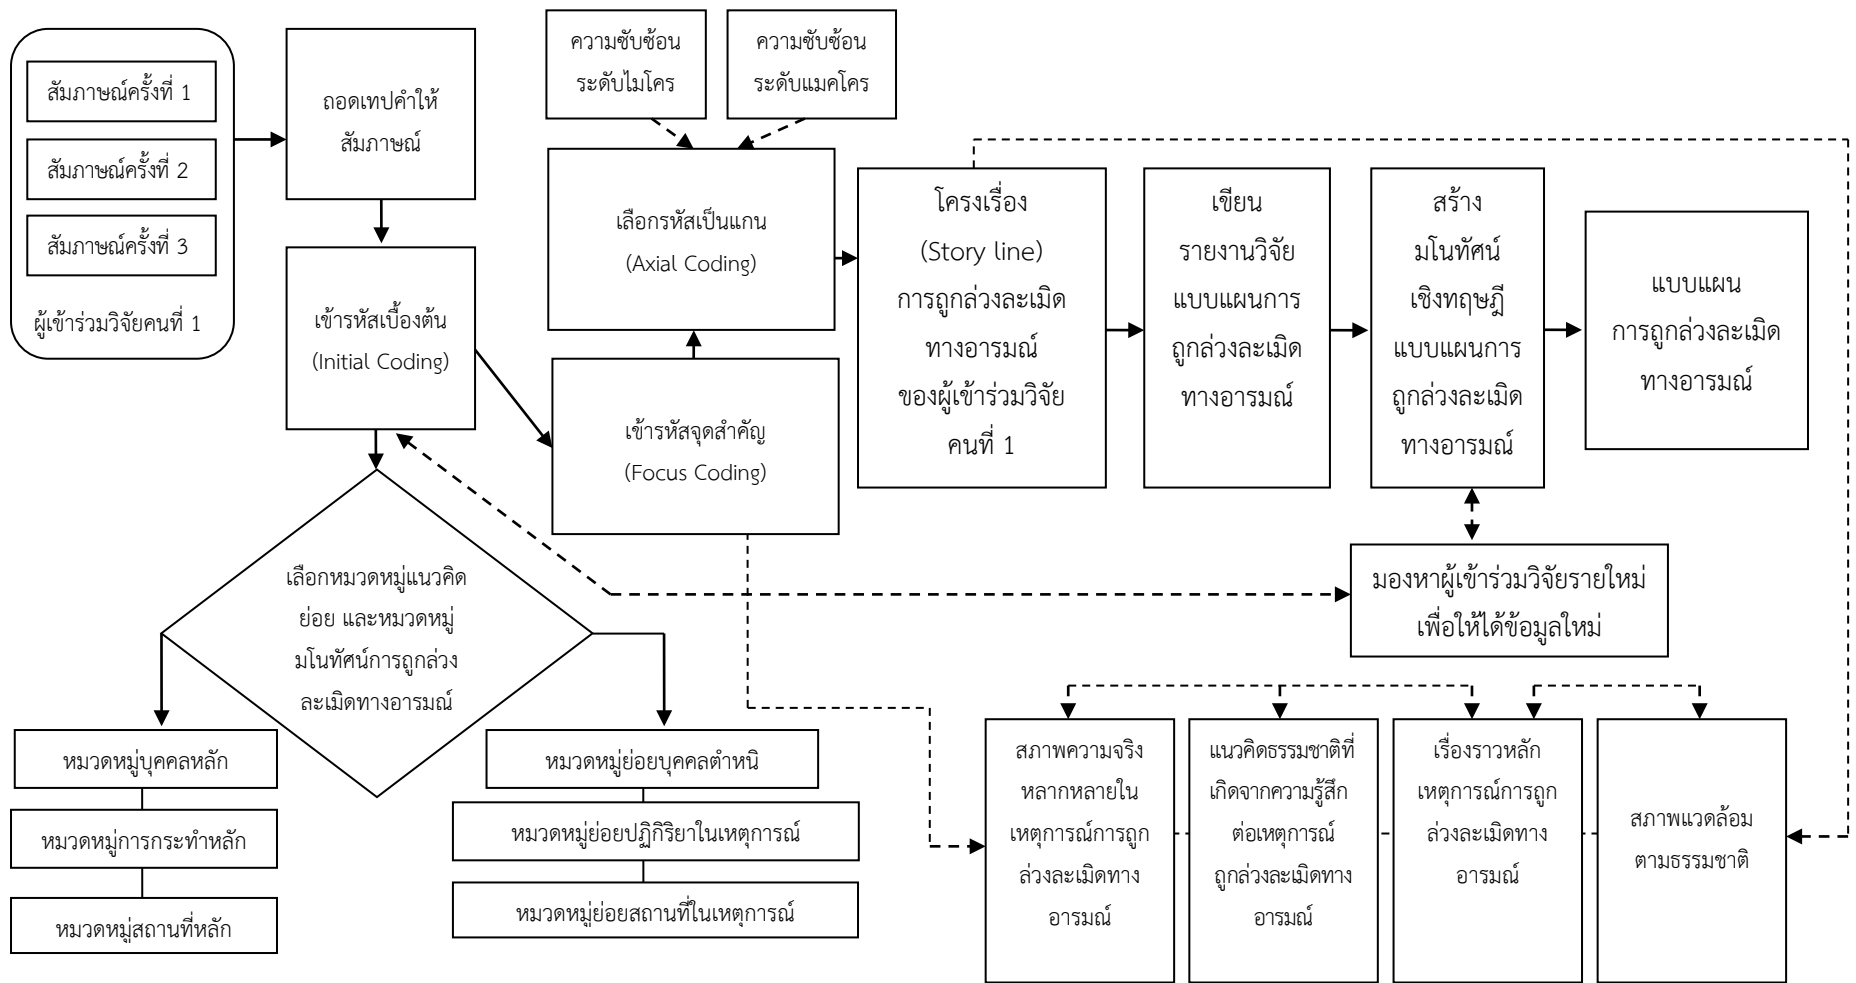 สัมภาษณ์ครั้งที่ 1
สัมภาษณ์ครั้งที่ 2
สัมภาษณ์ครั้งที่ 3
ผู้เข้าร่วมวิจัยคนที่ 1
ถอดเทปคำให้
สัมภาษณ์
เข้ารหัสเบื้องต้น
(Initial Coding)
ความซับซ้อน
ระดับไมโคร
ความซับซ้อน
ระดับแมคโคร
เลือกรหัสเป็นแกน
(Axial Coding)
เข้ารหัสจุดสำคัญ
(Focus Coding)
โครงเรื่อง
(Story line)
การถูกล่วงละเมิด
ทางอารมณ์
ของผู้เข้าร่วมวิจัย
คนที่ 1
เขียน
รายงานวิจัย
แบบแผนการ
ถูกล่วงละเมิด
ทางอารมณ์
สร้าง
มโนทัศน์
เชิงทฤษฎี
แบบแผนการ
ถูกล่วงละเมิด
ทางอารมณ์
แบบแผน
การถูกล่วงละเมิด
ทางอารมณ์
มองหาผู้เข้าร่วมวิจัยรายใหม่
เพื่อให้ได้ข้อมูลใหม่
เลือกหมวดหมู่แนวคิด
ย่อย และหมวดหมู่
มโนทัศน์การถูกล่วง
ละเมิดทางอารมณ์
หมวดหมู่บุคคลหลัก
หมวดหมู่การกระทำหลัก
หมวดหมู่สถานที่หลัก
หมวดหมู่ย่อยบุคคลตำหนิ
หมวดหมู่ย่อยปฏิกิริยาในเหตุการณ์
หมวดหมู่ย่อยสถานที่ในเหตุการณ์
สภาพความจริง
หลากหลายใน
เหตุการณ์การถูก
ล่วงละเมิดทาง
อารมณ์
แนวคิดธรรมชาติที่
เกิดจากความรู้สึก
ต่อเหตุการณ์
ถูกล่วงละเมิดทาง
อารมณ์
เรื่องราวหลัก
เหตุการณ์การถูก
ล่วงละเมิดทาง
อารมณ์
สภาพแวดล้อม
ตามธรรมชาติ